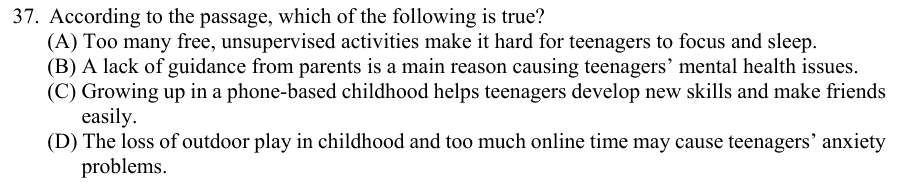 37. According to the passage, which of the following is true?
(A) Too many free, unsupervised activities make it hard for teenagers to focus and sleep.
(B) A lack of guidance from parents is a main reason causing teenagers’ mental health issues.
(C) Growing up in a phone-based childhood helps teenagers develop new skills and make friends
easily.
(D) The loss of outdoor play in childhood and too much online time may cause teenagers’ anxiety
problems.